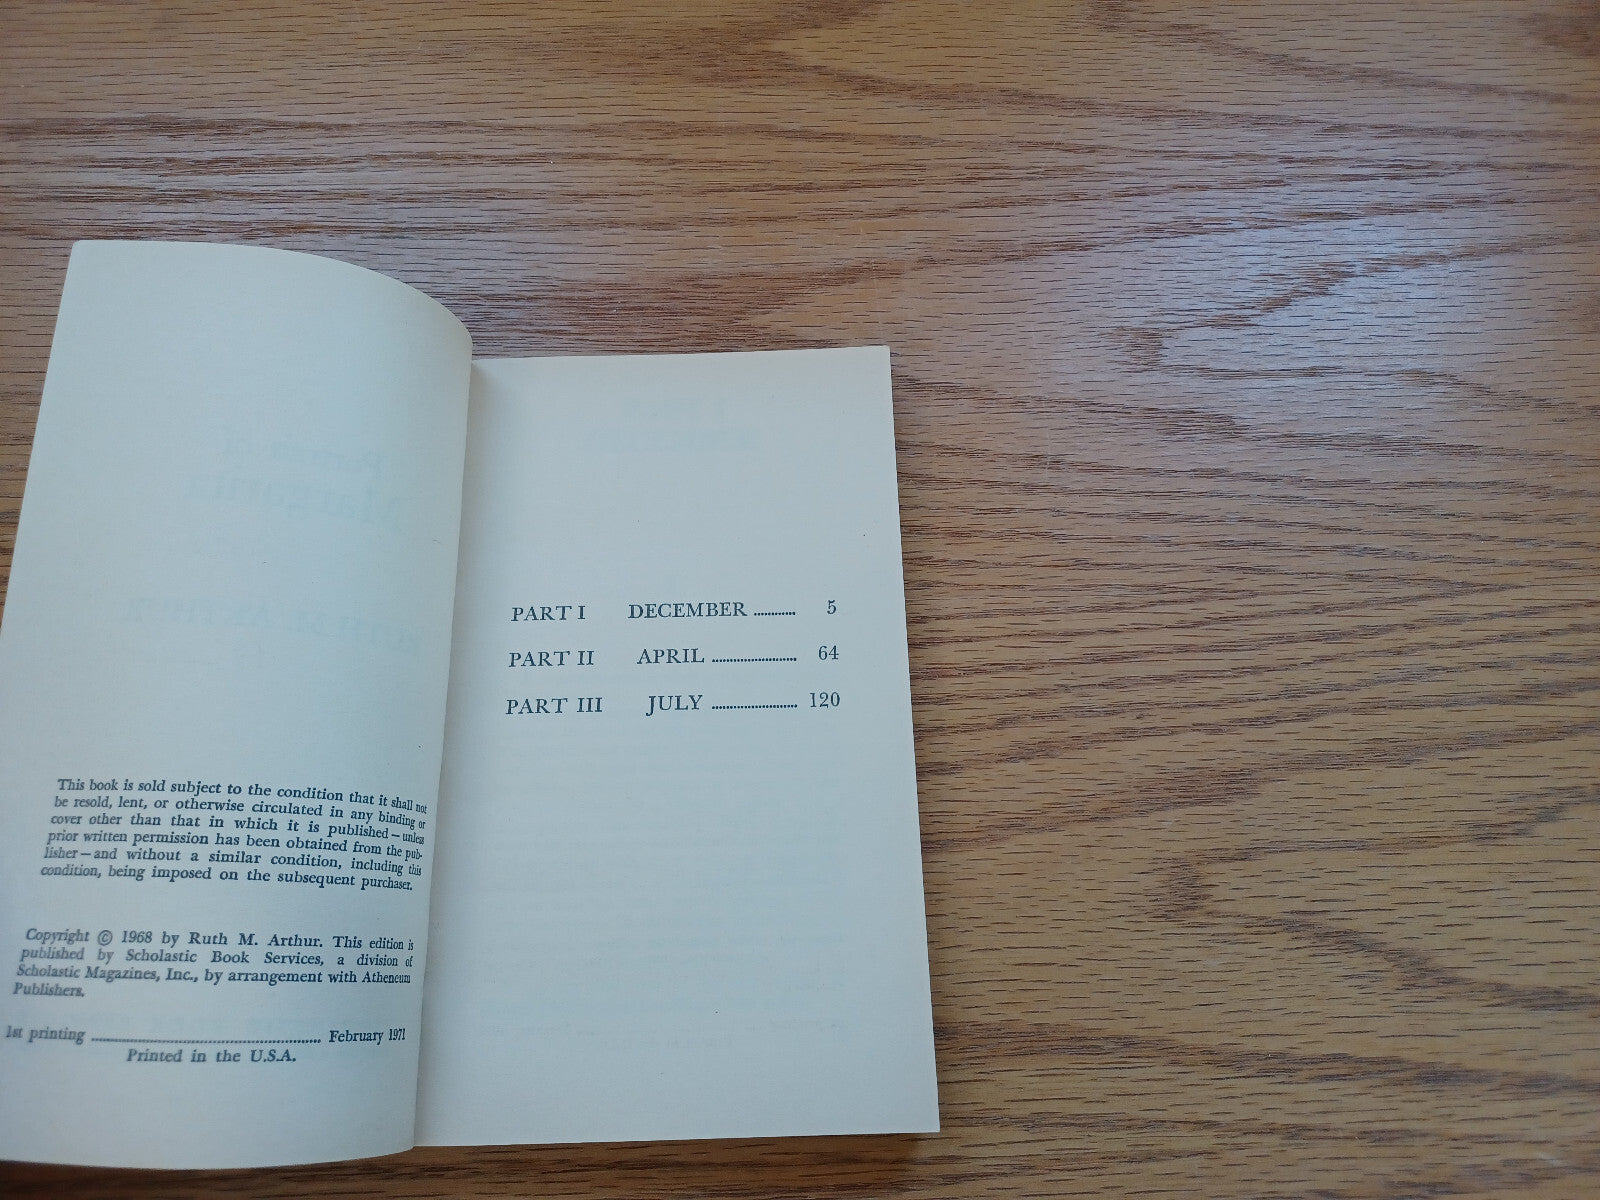 This book is sold subject to the condition that it shall not
be resold, lent, or otherwise circulated in any binding or
cover other than that in which it is published — unless
prior written permission has been obtained from the pub-
lisher — and without a similar condition, including this
condition, being imposed on the subsequent purchaser.
Copyright © 1968 by Ruth M. Arthur. This edition is
published by Scholastic Book Services, a division of
Scholastic Magazines, Inc., by arrangement with Atheneum
Publishers.
1st printing ........................................................ February 1971
Printed in the U.S.A.
PART I DECEMBER ............ 5
PART II APRIL ......................... 64
PART III JULY ......................... 120